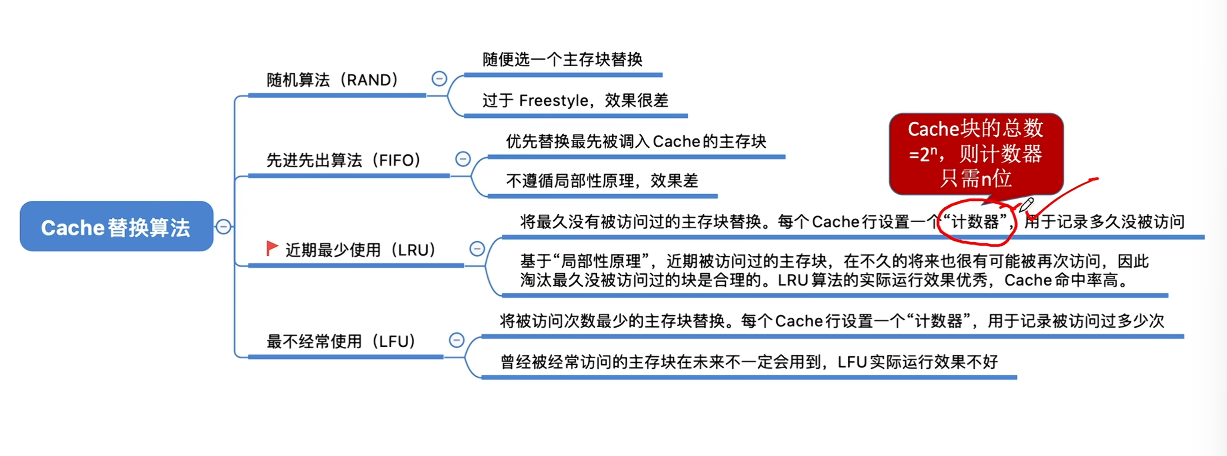 Cache替换算法
随机算法（RAND）
随便选一个主存块替换
过于 Freestyle，效果很差
先进先出算法（FIFO）
优先替换最先被调入Cache的主存块
不遵循局部性原理，效果差
Cache块的总数
=2ⁿ，则计数器
只需n位
近期最少使用（LRU）
将最久没有被访问过的主存块替换。每个Cache行设置一个“计数器”，用于记录多久没被访问
基于“局部性原理”，近期被访问过的主存块，在不久的将来也很有可能被再次访问，因此
淘汰最久没被访问过的块是合理的。LRU算法的实际运行效果优秀，Cache命中率高。
最不经常使用（LFU）
将被访问次数最少的主存块替换。每个Cache行设置一个“计数器”，用于记录被访问过多少次
曾经被经常访问的主存块在未来不一定会用到，LFU实际运行效果不好